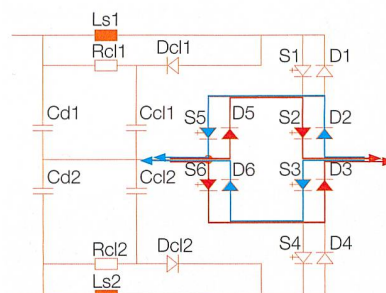 Ls1
Rcl1
Dcl1
S1
D1
Cd1
Ccl1
S5
D5
S2
D2
Cd2
Ccl2
S6
D6
S3
D3
Rcl2
Dcl2
S4
D4
Ls2